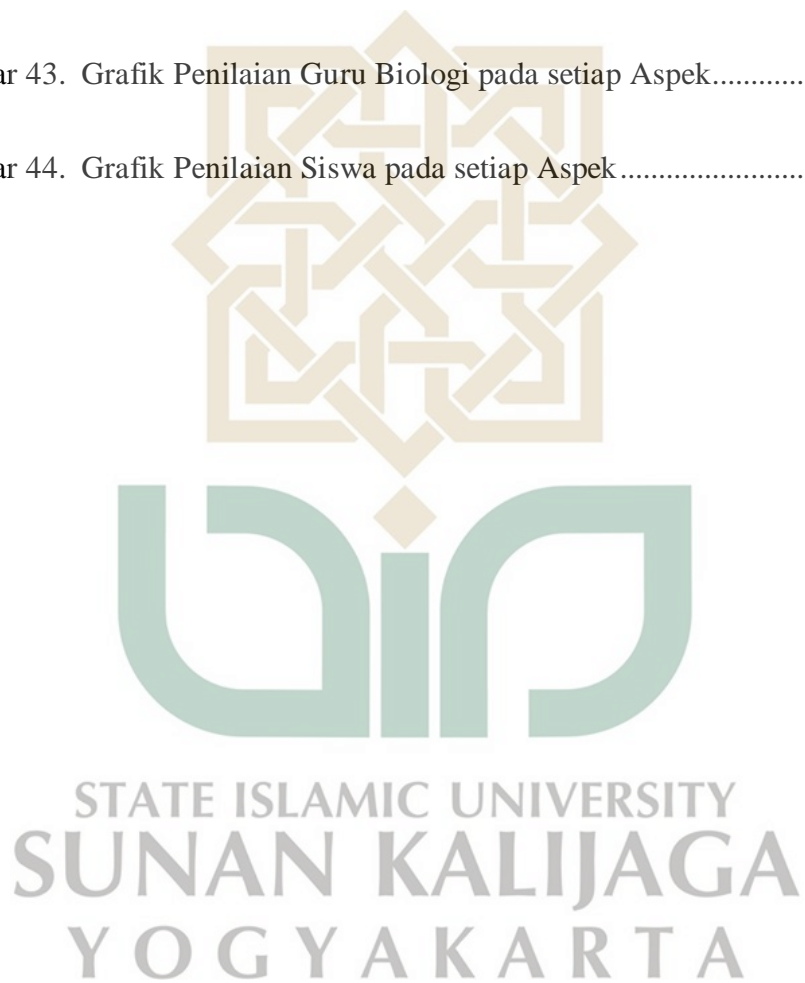 ar 43. Grafik Penilaian Guru Biologi pada setiap Aspek............
ar 44. Grafik Penilaian Siswa pada setiap Aspek.......................
uin
STATE ISLAMIC UNIVERSITY
SUNAN KALIJAGA
YOGYAKARTA